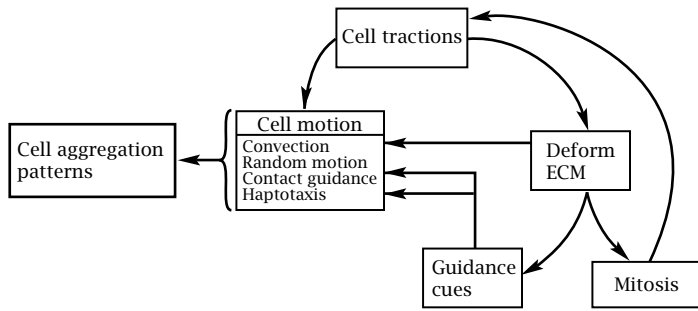 Cell tractions
Cell motion
Convection
Random motion
Contact guidance
Haptotaxis
Cell aggregation
patterns
Deform
ECM
Guidance
cues
Mitosis